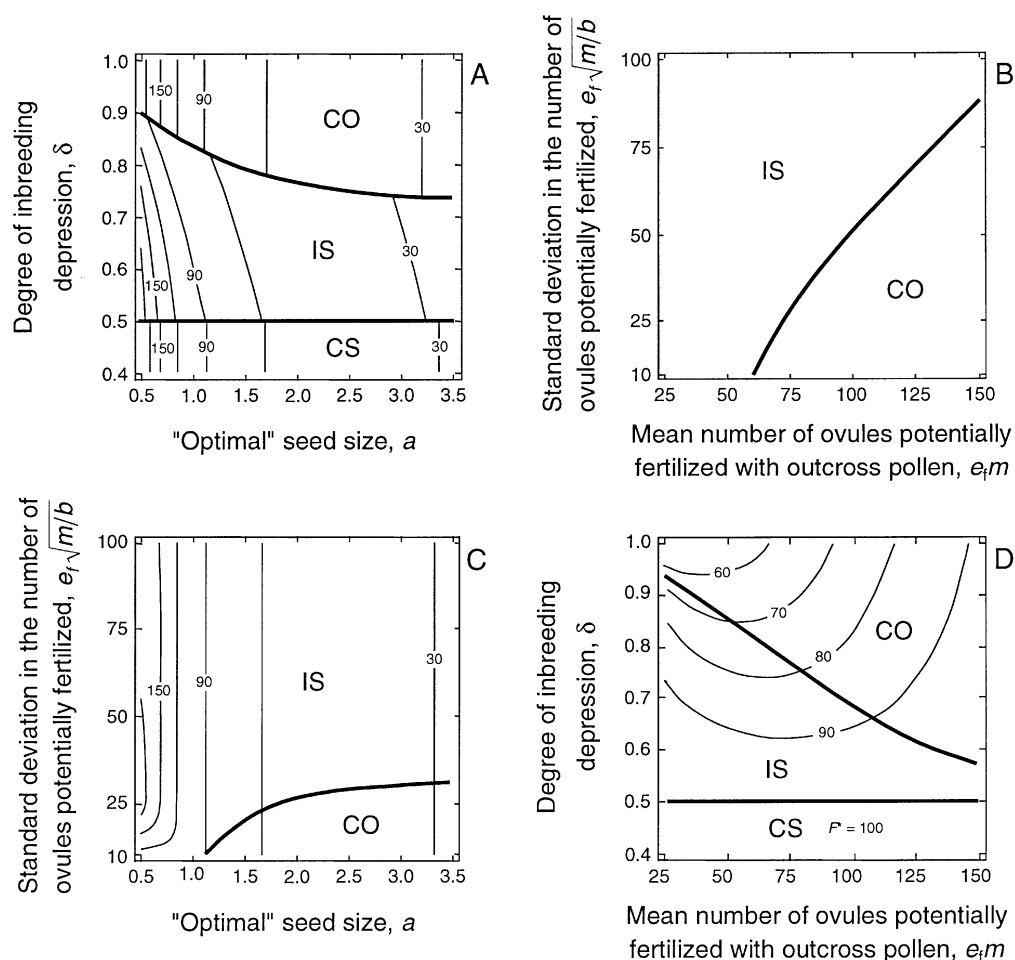 A
Degree of inbreeding
depression, δ
1.0
0.9
0.8
0.7
0.6
0.5
0.4
150
90
30
CO
IS
90
30
150
CS
150
90
30
0.5 1.0 1.5 2.0 2.5 3.0 3.5
"Optimal" seed size, a
B
Standard deviation in the number of
ovules potentially fertilized, e_f√m/b
100
75
50
25
10
IS
CO
25 50 75 100 125 150
Mean number of ovules potentially
fertilized with outcross pollen, e_fm
C
Standard deviation in the number of
ovules potentially fertilized, e_f√m/b
100
75
50
25
10
150
90
30
IS
CO
0.5 1.0 1.5 2.0 2.5 3.0 3.5
"Optimal" seed size, a
D
Degree of inbreeding
depression, δ
1.0
0.9
0.8
0.7
0.6
0.5
0.4
60
70
80
90
CO
IS
CS F* = 100
25 50 75 100 125 150
Mean number of ovules potentially
fertilized with outcross pollen, e_fm